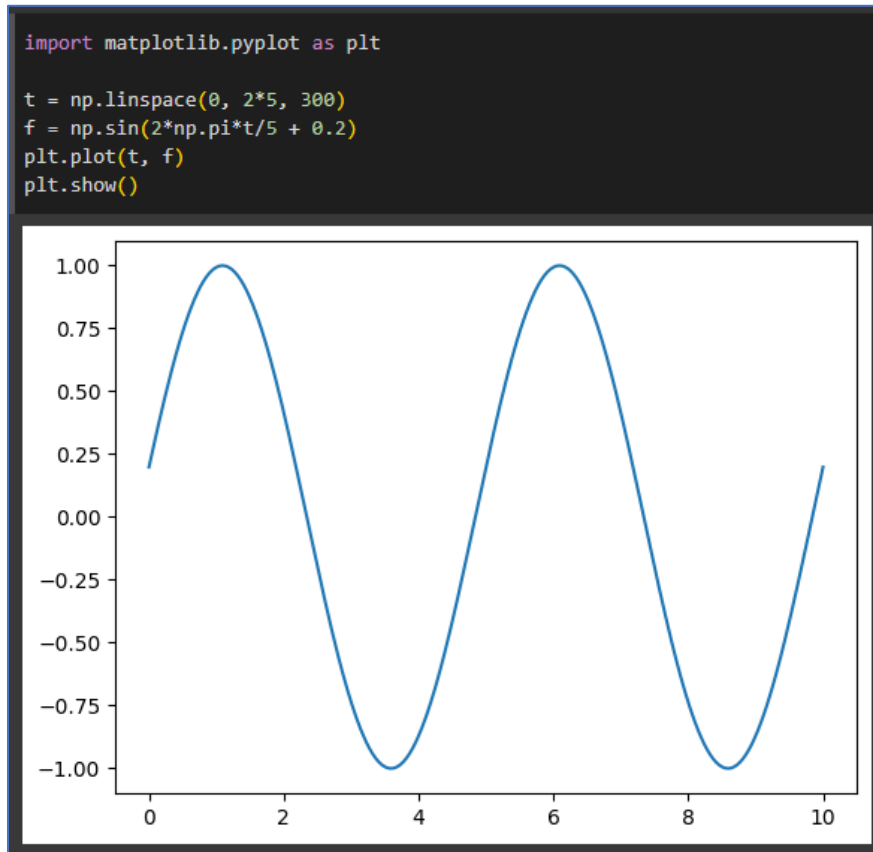 import matplotlib.pyplot as plt
t = np.linspace(0, 2*5, 300)
f = np.sin(2*np.pi*t/5 + 0.2)
plt.plot(t, f)
plt.show()
1.00
0.75
0.50
0.25
0.00
−0.25
−0.50
−0.75
−1.00
0 2 4 6 8 10